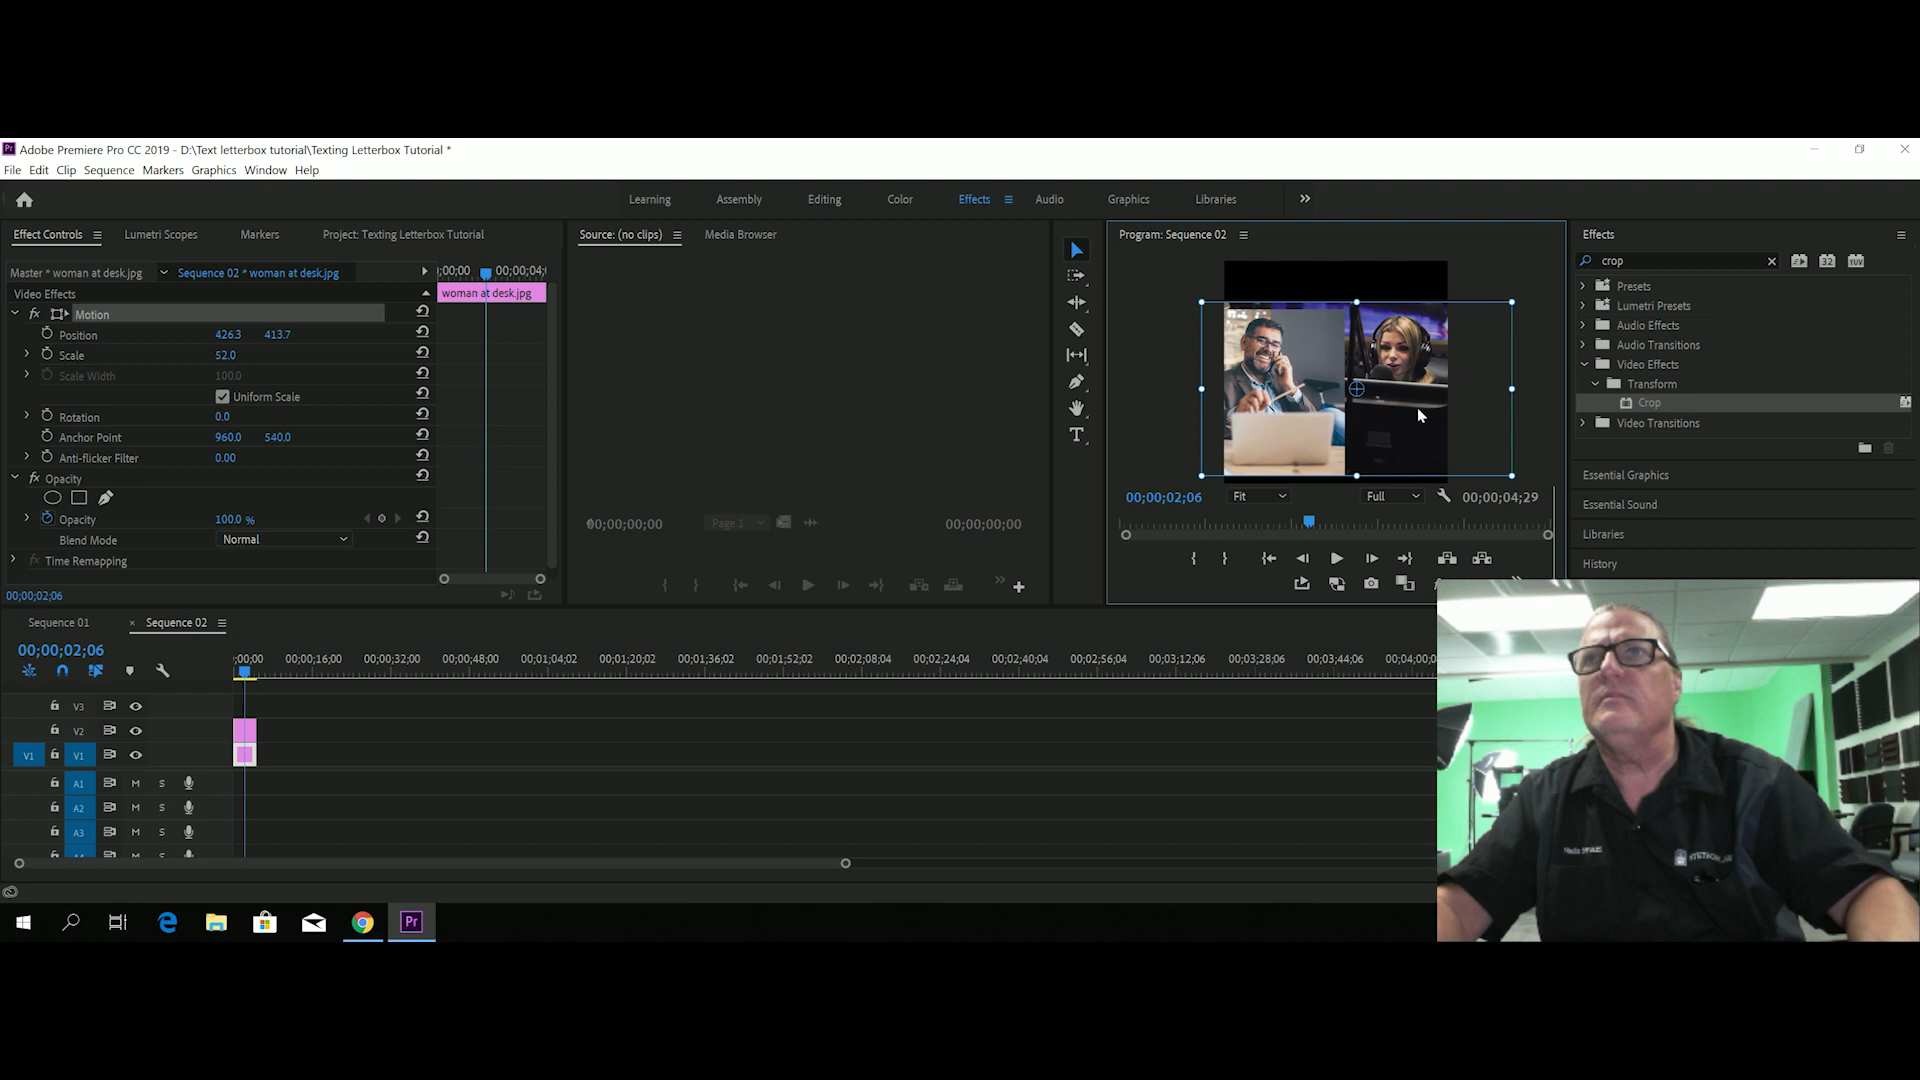 Adobe Premiere Pro CC 2019 - D:\Text letterbox tutorial\Texting Letterbox Tutorial *
File Edit Clip Sequence Markers Graphics Window Help
Learning Assembly Editing Color Effects Audio Graphics Libraries
Effect Controls Lumetri Scopes Markers Project: Texting Letterbox Tutorial
Source: (no clips) Media Browser
Program: Sequence 02
Effects
crop
Master * woman at desk.jpg Sequence 02 * woman at desk.jpg
;00;00 00;00;04;
Video Effects
woman at desk.jpg
fx Motion
Position 426.3 413.7
Scale 52.0
Scale Width 100.0
Uniform Scale
Rotation 0.0
Anchor Point 960.0 540.0
Anti-flicker Filter 0.00
fx Opacity
Opacity 100.0 %
Blend Mode Normal
fx Time Remapping
00;00;02;06
00;00;00;00 Page 1 00;00;00;00
00;00;02;06 Fit Full 00;00;04;29
32 YUV
Presets
Lumetri Presets
Audio Effects
Audio Transitions
Video Effects
Transform
Crop
Video Transitions
Essential Graphics
Essential Sound
Libraries
History
Sequence 01 × Sequence 02
00;00;02;06
;00;00 00;00;16;00 00;00;32;00 00;00;48;00 00;01;04;02 00;01;20;02 00;01;36;02 00;01;52;02 00;02;08;04 00;02;24;04 00;02;40;04 00;02;56;04 00;03;12;06 00;03;28;06 00;03;44;06 00;04;00;0
V3
V2
V1 V1
A1 M S
A2 M S
A3 M S
Pr